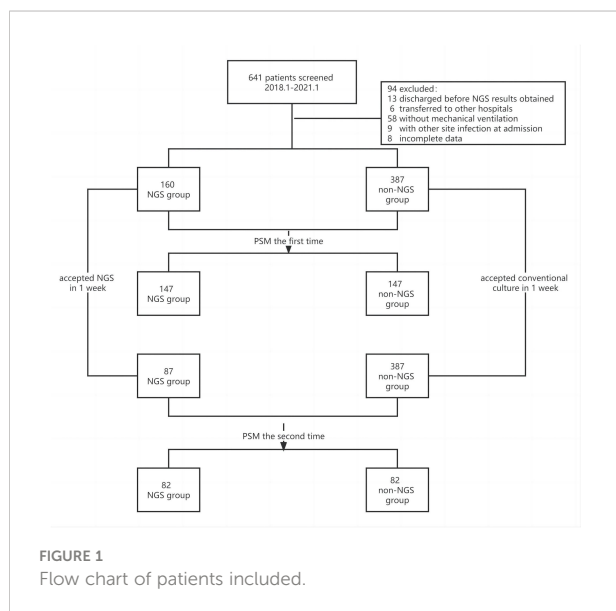 641 patients screened
2018.1-2021.1
94 excluded:
13 discharged before NGS results obtained
6 transferred to other hospitals
58 without mechanical ventilation
9 with other site infection at admission
8 incomplete data
160
NGS group
387
non-NGS
group
PSM the first time
accepted NGS
in 1 week
147
NGS group
147
non-NGS
group
accepted conventional
culture in 1 week
87
NGS group
387
non-NGS
group
PSM the second time
82
NGS group
82
non-NGS
group
FIGURE 1
Flow chart of patients included.